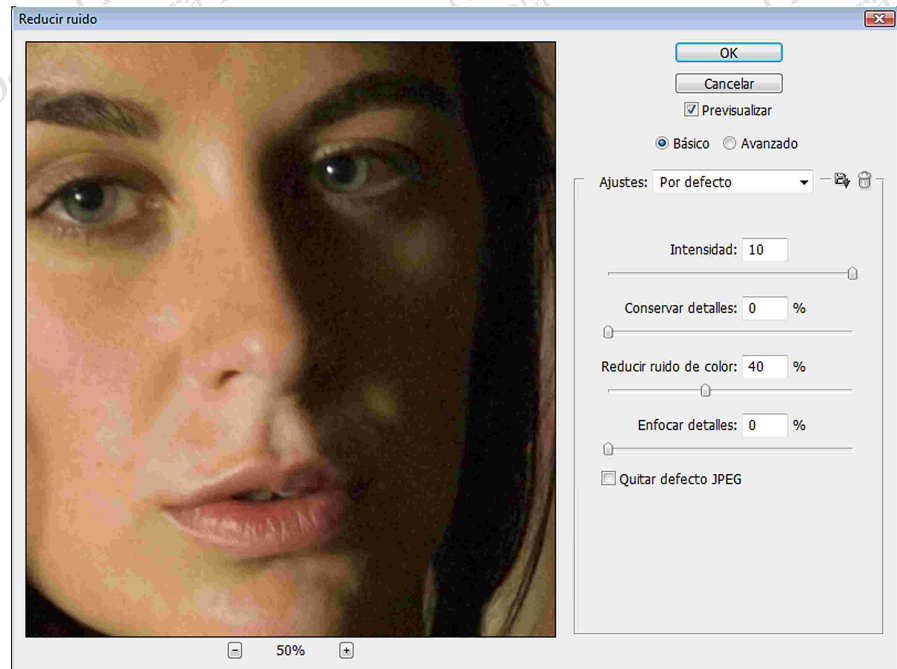 Reducir ruido
OK
Cancelar
Previsualizar
Básico Avanzado
Ajustes: Por defecto
Intensidad: 10
Conservar detalles: 0 %
Reducir ruido de color: 40 %
Enfocar detalles: 0 %
Quitar defecto JPEG
- 50% +